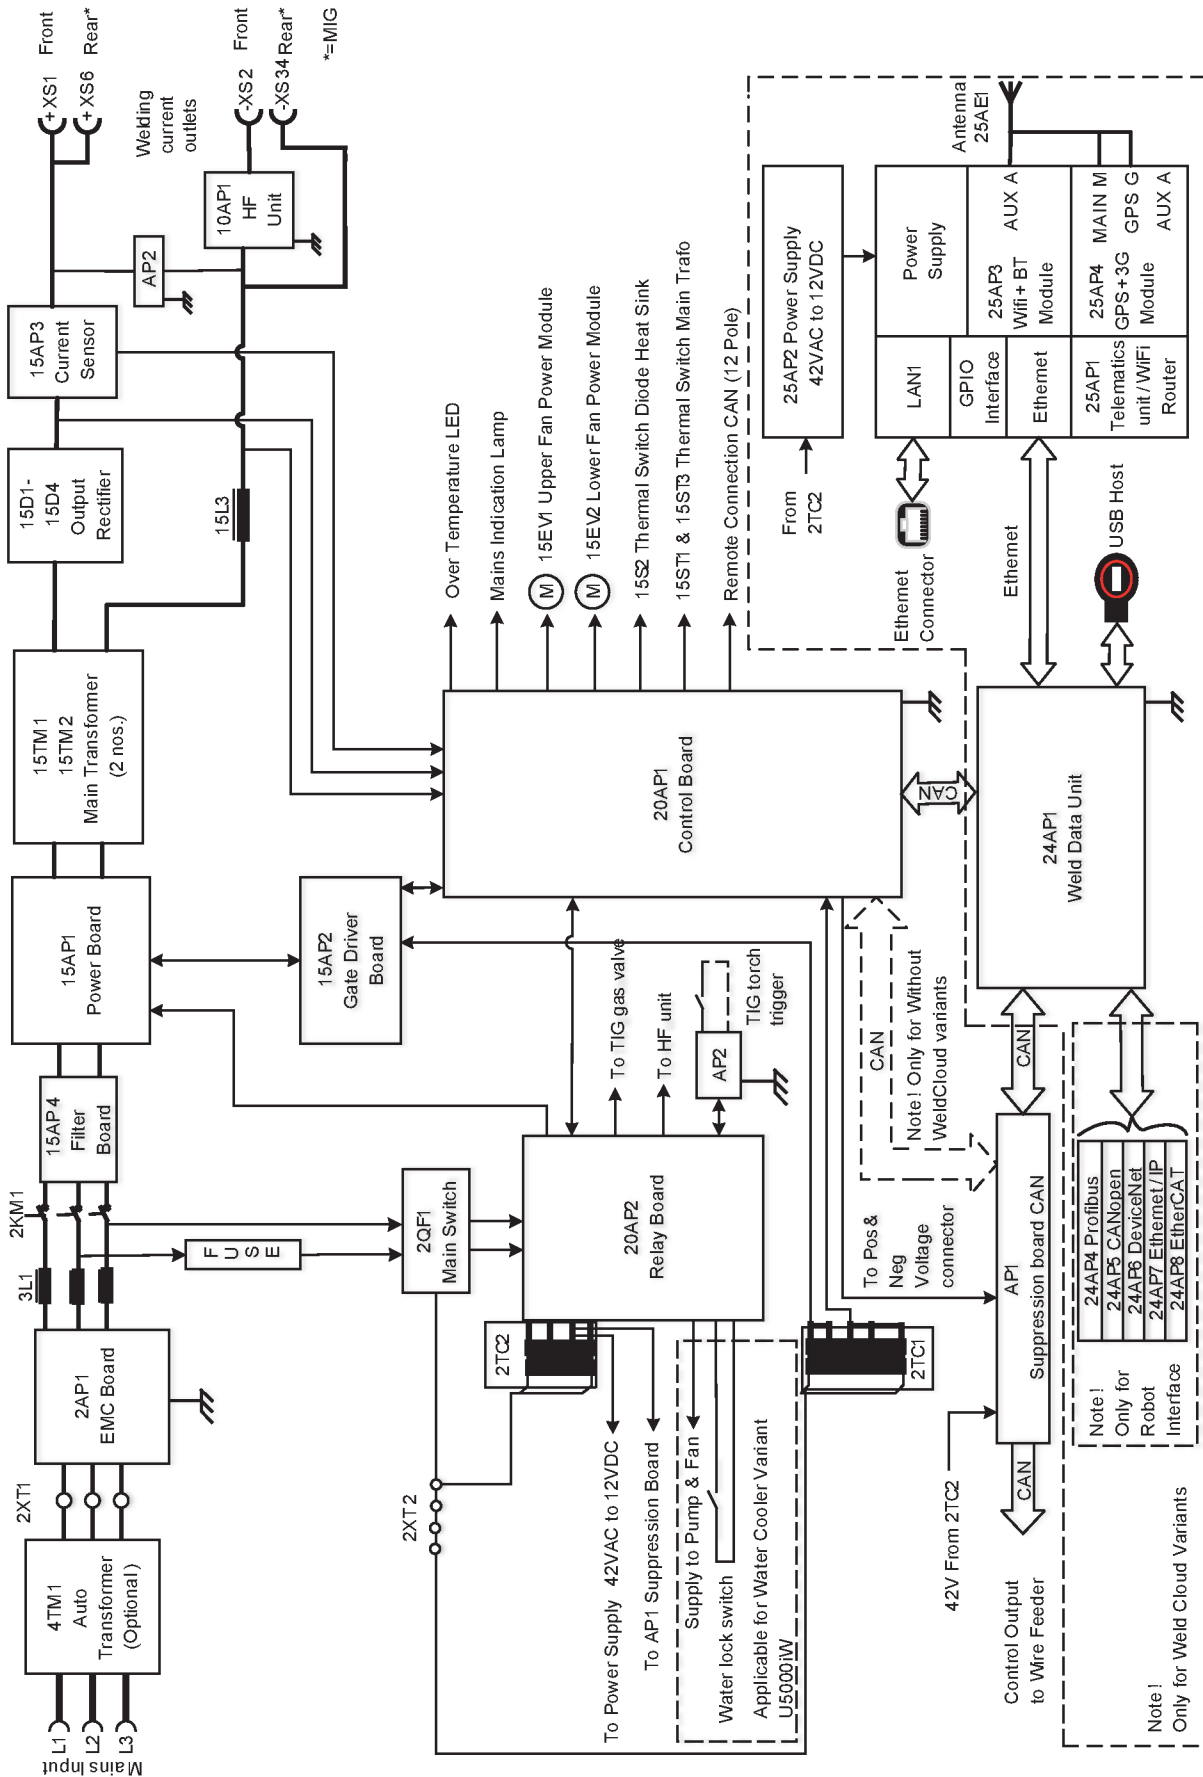 Mains Input
L1
L2
L3
4TM1
Auto
Transformer
(Optional)
2XT1
2AP1
EMC Board
3L1
2KM1
15AP4
Filter
Board
15AP1
Power Board
15TM1
15TM2
Main Transformer
(2 nos.)
15D1-
15D4
Output
Rectifier
15AP3
Current
Sensor
+XS1 Front
+XS6 Rear*
Welding
current
outlets
AP2
10AP1
HF
Unit
-XS2 Front
-XS34 Rear*
*=MIG
15L3
FUSE
2QF1
Main Switch
15AP2
Gate Driver
Board
20AP2
Relay Board
To TIG gas valve
To HF unit
AP2
TIG torch
trigger
20AP1
Control Board
Over Temperature LED
Mains Indication Lamp
M
15EV1 Upper Fan Power Module
M
15EV2 Lower Fan Power Module
15S2 Thermal Switch Diode Heat Sink
15ST1 & 15ST3 Thermal Switch Main Trafo
Remote Connection CAN (12 Pole)
2XT2
2TC2
To Power Supply 42VAC to 12VDC
To AP1 Suppression Board
Supply to Pump & Fan
Water lock switch
Applicable for Water Cooler Variant
U5000iW
2TC1
To Pos&
Neg
Voltage
connector
CAN
Note! Only for Without
WeldCloud variants
CAN
From
2TC2
25AP2 Power Supply
42VAC to 12VDC
Antenna
25AE1
Power
Supply
LAN1
GPIO
Interface
Ethernet
25AP3
Wifi + BT
Module
AUX A
25AP1
Telematics
unit / WiFi
Router
25AP4
GPS+3G
Module
MAIN M
GPS G
AUX A
Ethernet
Connector
Ethernet
USB Host
24AP1
Weld Data Unit
CAN
AP1
Suppression board CAN
42V From 2TC2
CAN
Control Output
to Wire Feeder
24AP4 Profibus
24AP5 CANopen
24AP6 DeviceNet
24AP7 Ethernet / IP
24AP8 EtherCAT
Note!
Only for
Robot
Interface
Note!
Only for Weld Cloud Variants